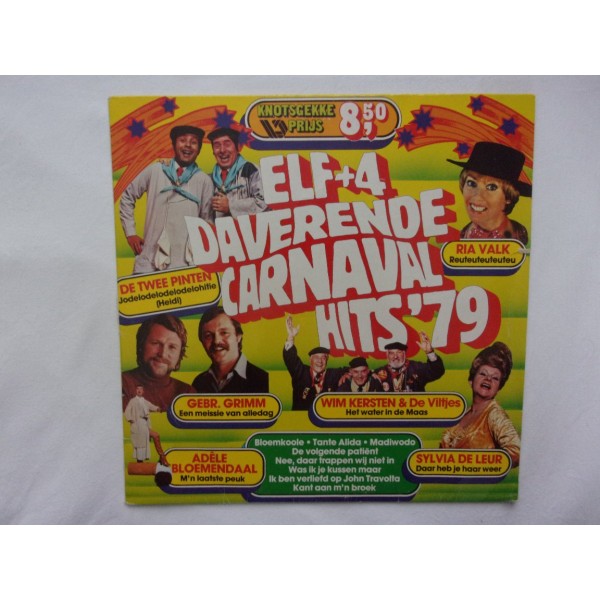 KNOTSGEKKE
PRIJS
8,50
ELF+4
DAVERENDE
CARNAVAL
HITS '79
RIA VALK
Reuteuteuteuteu
DE TWEE PINTEN
Jodelodelodelodelohitie
(Heidi)
GEBR. GRIMM
Een meissie van alledag
WIM KERSTEN & De Viltjes
Het water in de Maas
ADÈLE
BLOEMENDAAL
M'n laatste peuk
Bloemkoole • Tante Alida • Madiwodo
De volgende patiënt
Nee, daar trappen wij niet in
Was ik je kussen maar
Ik ben verliefd op John Travolta
Kant aan m'n broek
SYLVIA DE LEUR
Daar heb je haar weer